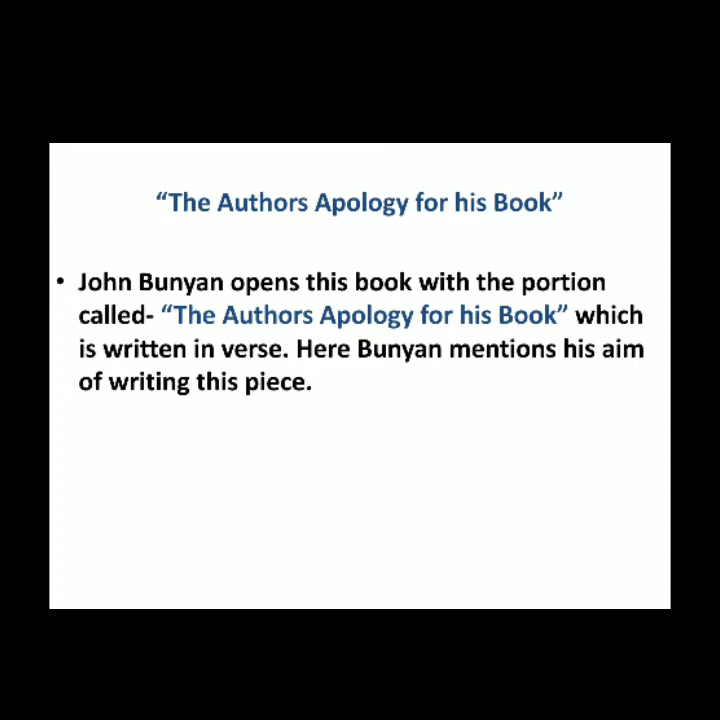 “The Authors Apology for his Book”
• John Bunyan opens this book with the portion
called- “The Authors Apology for his Book” which
is written in verse. Here Bunyan mentions his aim
of writing this piece.